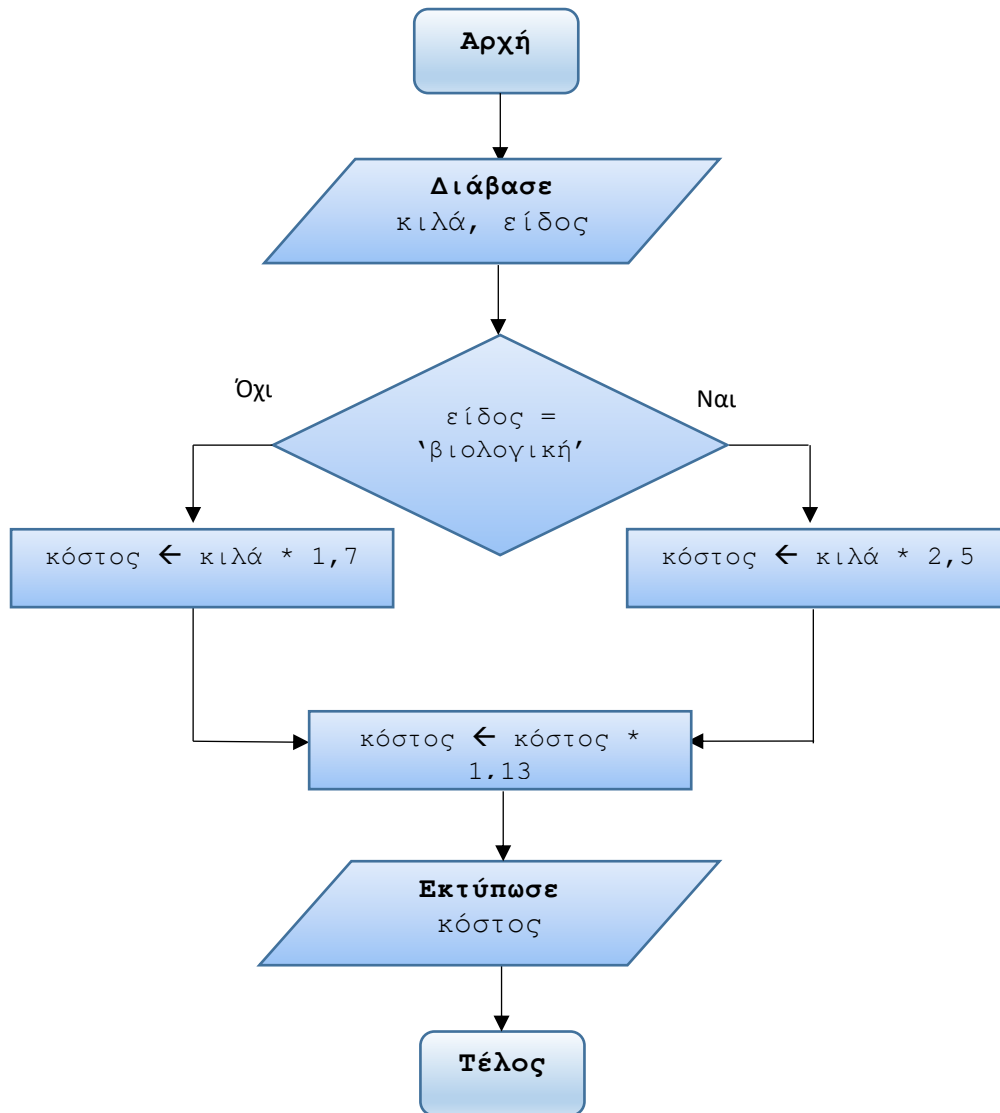 Αρχή
Διάβασε
κιλά, είδος
Όχι
Ναι
είδος =
‘βιολογική’
κόστος ← κιλά * 1,7
κόστος ← κιλά * 2,5
κόστος ← κόστος *
1,13
Εκτύπωσε
κόστος
Τέλος